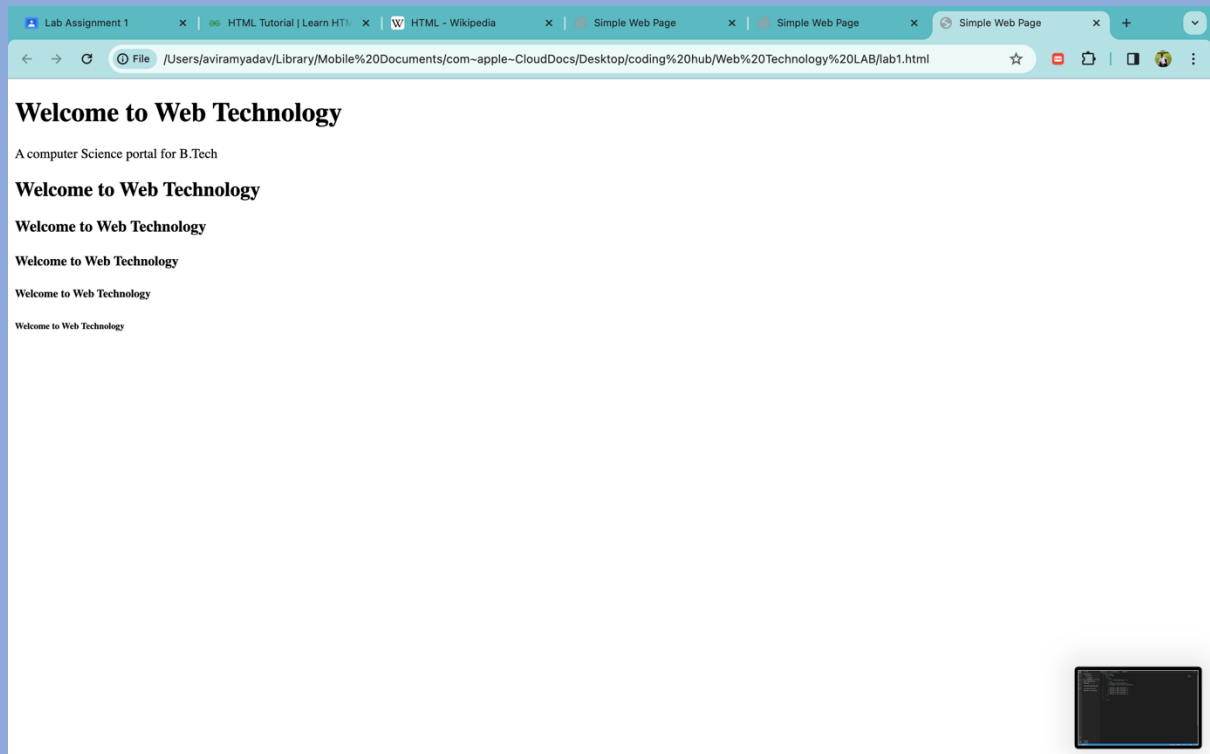 Lab Assignment 1
HTML Tutorial | Learn HTM
W HTML - Wikipedia
Simple Web Page
Simple Web Page
Simple Web Page
File /Users/aviramyadav/Library/Mobile%20Documents/com~apple~CloudDocs/Desktop/coding%20hub/Web%20Technology%20LAB/lab1.html
Welcome to Web Technology
A computer Science portal for B.Tech
Welcome to Web Technology
Welcome to Web Technology
Welcome to Web Technology
Welcome to Web Technology
Welcome to Web Technology